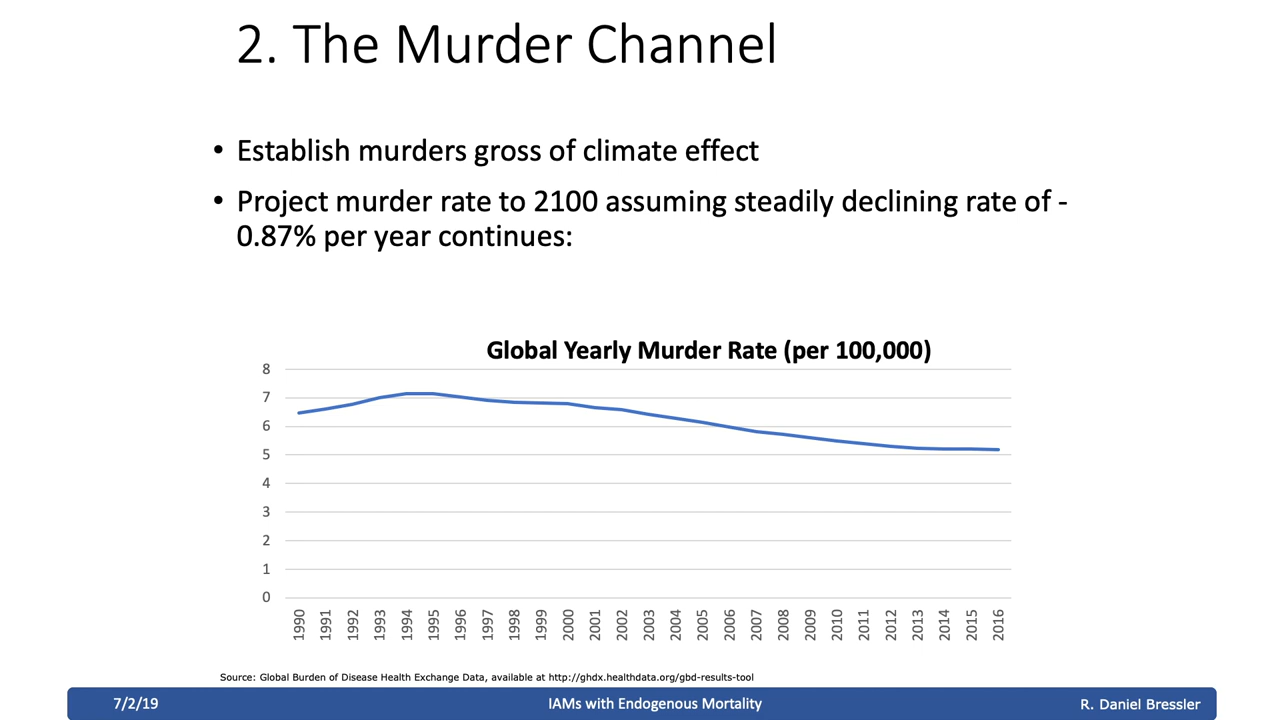 2. The Murder Channel
• Establish murders gross of climate effect
• Project murder rate to 2100 assuming steadily declining rate of -
0.87% per year continues:
Global Yearly Murder Rate (per 100,000)
8
7
6
5
4
3
2
1
0
1990 1991 1992 1993 1994 1995 1996 1997 1998 1999 2000 2001 2002 2003 2004 2005 2006 2007 2008 2009 2010 2011 2012 2013 2014 2015 2016
Source: Global Burden of Disease Health Exchange Data, available at http://ghdx.healthdata.org/gbd-results-tool
7/2/19 IAMs with Endogenous Mortality R. Daniel Bressler